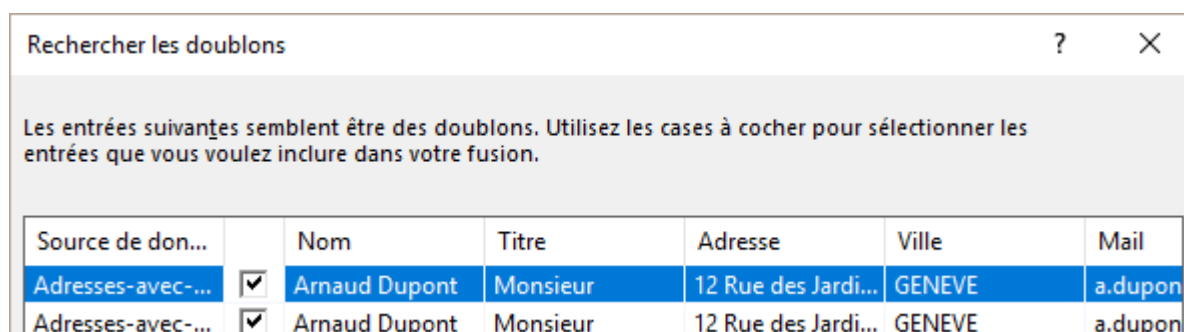 Rechercher les doublons ? ×
Les entrées suivantes semblent être des doublons. Utilisez les cases à cocher pour sélectionner les
entrées que vous voulez inclure dans votre fusion.
Source de don... Nom Titre Adresse Ville Mail
Adresses-avec-... Arnaud Dupont Monsieur 12 Rue des Jardi... GENEVE a.dupon
Adresses-avec-... Arnaud Dupont Monsieur 12 Rue des Jardi... GENEVE a.dupon